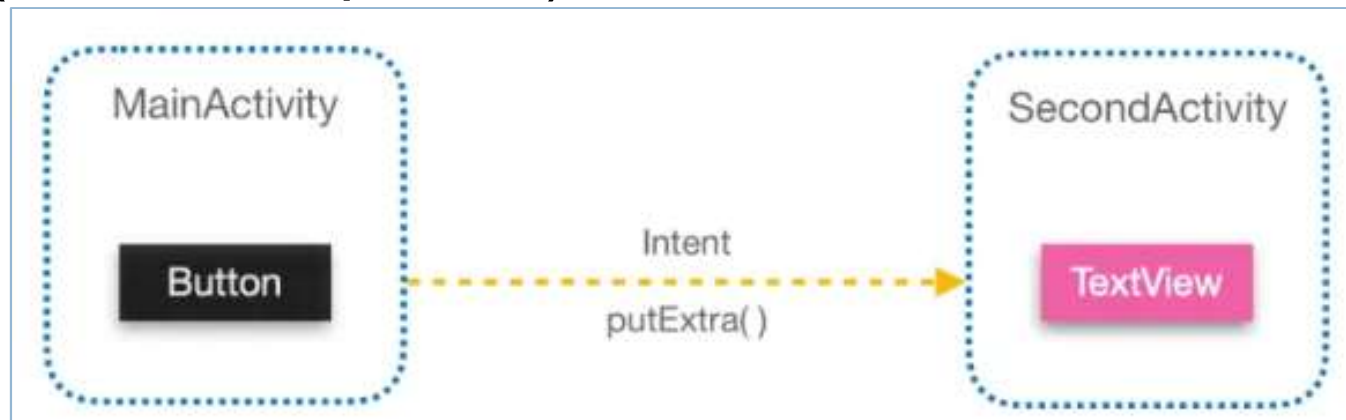 MainActivity
SecondActivity
Button
Intent
putExtra( )
TextView